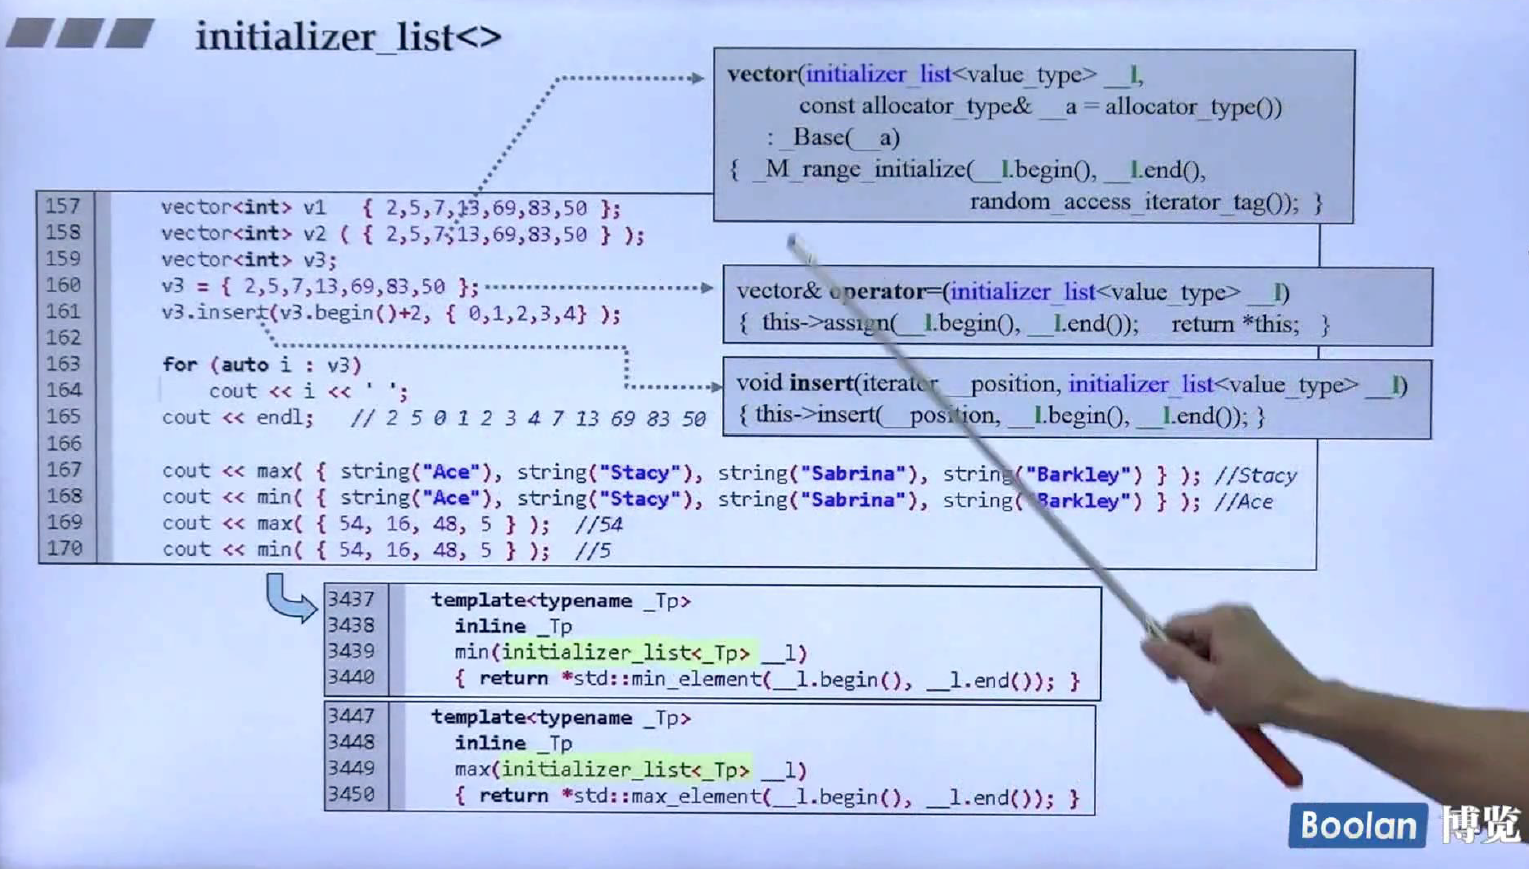 initializer_list<>
vector(initializer_list<value_type> __l,
const allocator_type& __a = allocator_type())
: _Base(__a)
{ _M_range_initialize(__l.begin(), __l.end(),
random_access_iterator_tag()); }
157 vector<int> v1 { 2,5,7,13,69,83,50 };
158 vector<int> v2 ( { 2,5,7,13,69,83,50 } );
159 vector<int> v3;
160 v3 = { 2,5,7,13,69,83,50 };
161 v3.insert(v3.begin()+2, { 0,1,2,3,4} );
162
163 for (auto i : v3)
164 cout << i << ' ';
165 cout << endl; // 2 5 0 1 2 3 4 7 13 69 83 50
166
167 cout << max( { string("Ace"), string("Stacy"), string("Sabrina"), string("Barkley") } ); //Stacy
168 cout << min( { string("Ace"), string("Stacy"), string("Sabrina"), string("Barkley") } ); //Ace
169 cout << max( { 54, 16, 48, 5 } ); //54
170 cout << min( { 54, 16, 48, 5 } ); //5
vector& operator=(initializer_list<value_type> __l)
{ this->assign(__l.begin(), __l.end()); return *this; }
void insert(iterator __position, initializer_list<value_type> __l)
{ this->insert(__position, __l.begin(), __l.end()); }
3437 template<typename _Tp>
3438 inline _Tp
3439 min(initializer_list<_Tp> __l)
3440 { return *std::min_element(__l.begin(), __l.end()); }
3447 template<typename _Tp>
3448 inline _Tp
3449 max(initializer_list<_Tp> __l)
3450 { return *std::max_element(__l.begin(), __l.end()); }
Boolan 博览